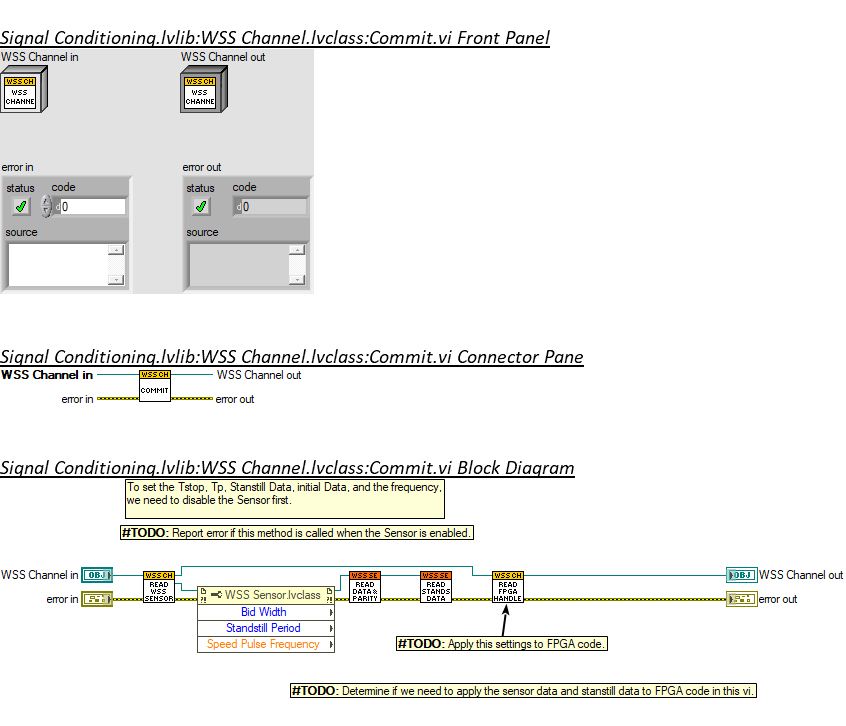 Signal Conditioning.lvlib:WSS Channel.lvclass:Commit.vi Front Panel
WSS Channel in
WSS Channel out
WSS CH
WSS
CHANNE
WSS CH
WSS
CHANNE
error in
error out
status
code
status
code
d0
d0
source
source
Signal Conditioning.lvlib:WSS Channel.lvclass:Commit.vi Connector Pane
WSS Channel in
WSS CH
COMMIT
WSS Channel out
error in
error out
Signal Conditioning.lvlib:WSS Channel.lvclass:Commit.vi Block Diagram
To set the Tstop, Tp, Stanstill Data, initial Data, and the frequency,
we need to disable the Sensor first.
#TODO: Report error if this method is called when the Sensor is enabled.
WSS Channel in
OBJ
WSS CH
READ
WSS
SENSOR
WSS SE
READ
DATA&
PARITY
WSS SE
READ
STANDS
DATA
WSS CH
READ
FPGA
HANDLE
OBJ
WSS Channel out
error in
error out
WSS Sensor.lvclass
Bid Width
Standstill Period
Speed Pulse Frequency
#TODO: Apply this settings to FPGA code.
#TODO: Determine if we need to apply the sensor data and stanstill data to FPGA code in this vi.